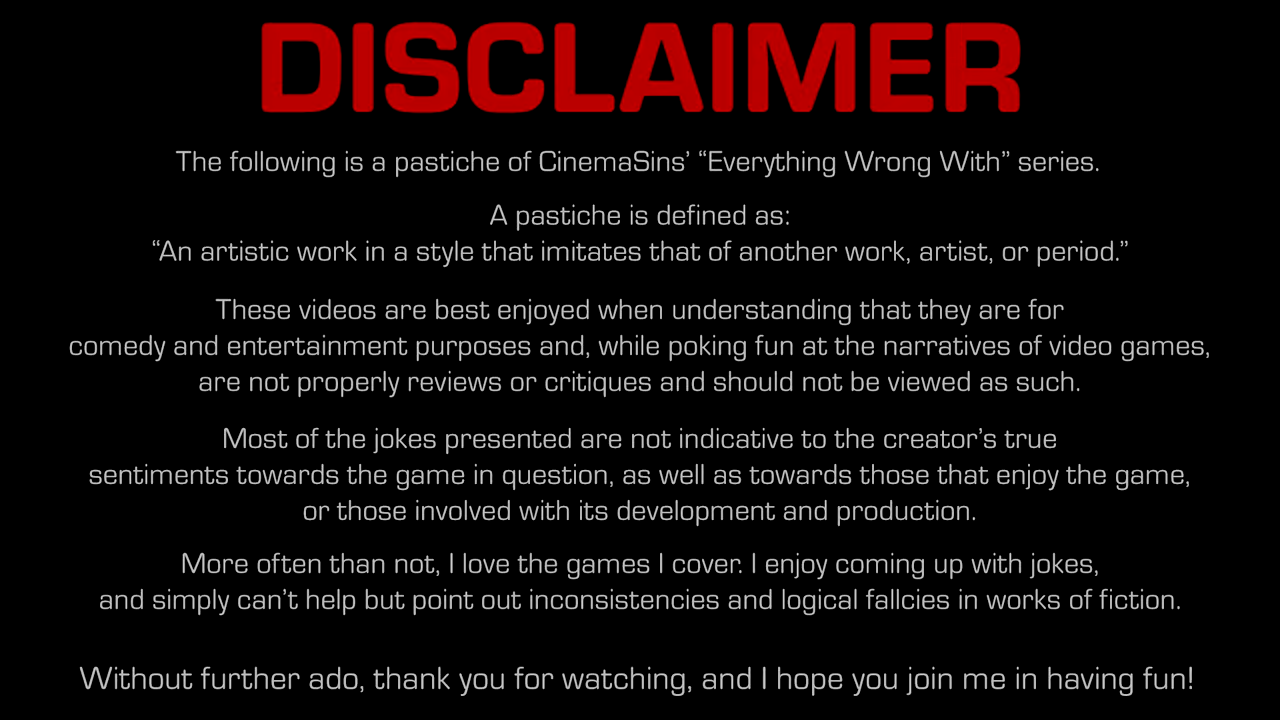 DISCLAIMER
The following is a pastiche of CinemaSins’ “Everything Wrong With” series.
A pastiche is defined as:
“An artistic work in a style that imitates that of another work, artist, or period.”
These videos are best enjoyed when understanding that they are for
comedy and entertainment purposes and, while poking fun at the narratives of video games,
are not properly reviews or critiques and should not be viewed as such.
Most of the jokes presented are not indicative to the creator’s true
sentiments towards the game in question, as well as towards those that enjoy the game,
or those involved with its development and production.
More often than not, I love the games I cover. I enjoy coming up with jokes,
and simply can’t help but point out inconsistencies and logical fallcies in works of fiction.
Without further ado, thank you for watching, and I hope you join me in having fun!